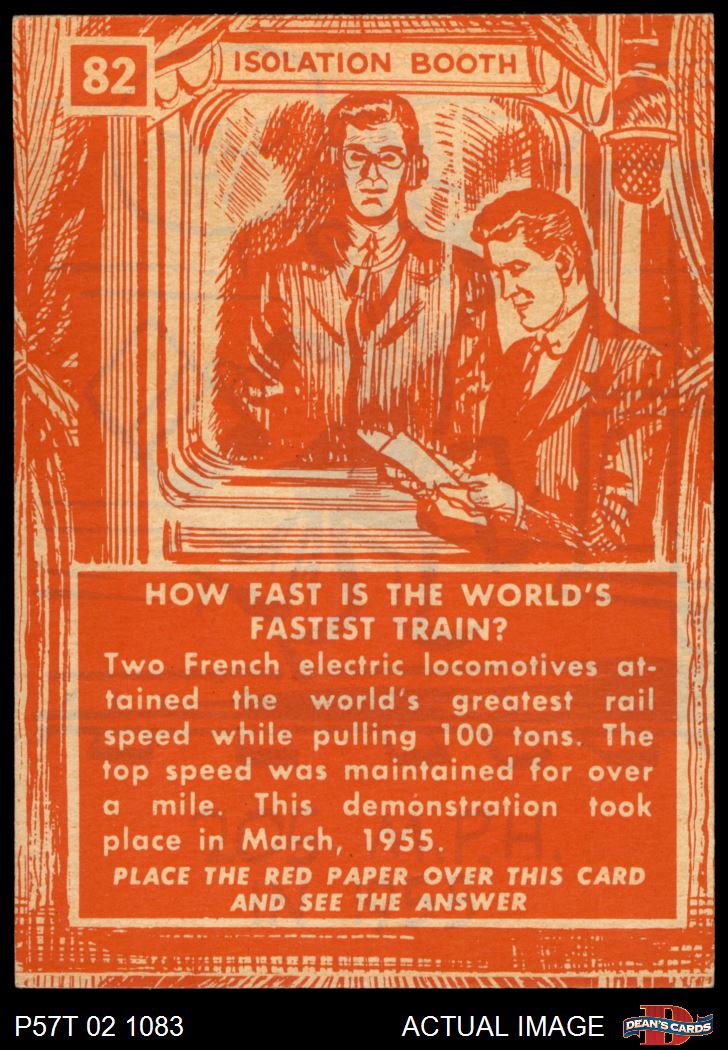 82
ISOLATION BOOTH
HOW FAST IS THE WORLD'S
FASTEST TRAIN?
Two French electric locomotives at-
tained the world's greatest rail
speed while pulling 100 tons. The
top speed was maintained for over
a mile. This demonstration took
place in March, 1955.
PLACE THE RED PAPER OVER THIS CARD
AND SEE THE ANSWER
P57T 02 1083
ACTUAL IMAGE
DEAN'S CARDS